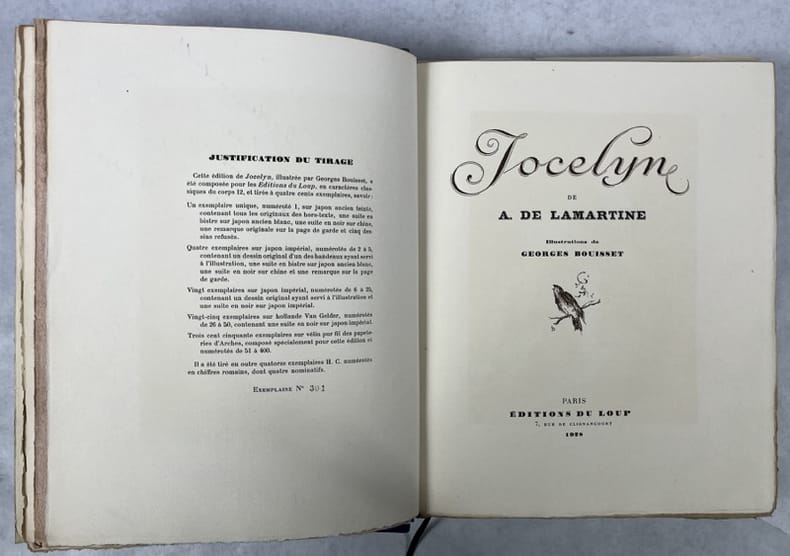 JUSTIFICATION DU TIRAGE
Cette édition de Jocelyn, illustrée par Georges Bouisset, a
été composée pour les Editions du Loup, en caractères clas-
siques du corps 12, et tirée à quatre cents exemplaires, savoir :
Un exemplaire unique, numéroté 1, sur japon ancien teinté,
contenant tous les originaux des hors-texte, une suite en
bistre sur japon ancien blanc, une suite en noir sur chine,
une remarque originale sur la page de garde et cinq des-
sins refusés.
Quatre exemplaires sur japon impérial, numérotés de 2 à 5,
contenant un dessin original d'un des bandeaux ayant servi
à l'illustration, une suite en bistre sur japon ancien blanc,
une suite en noir sur chine et une remarque sur la page
de garde.
Vingt exemplaires sur japon impérial, numérotés de 6 à 25,
contenant un dessin original ayant servi à l'illustration et
une suite en noir sur japon impérial.
Vingt-cinq exemplaires sur hollande Van Gelder, numérotés
de 26 à 50, contenant une suite en noir sur japon impérial.
Trois cent cinquante exemplaires sur vélin pur fil des papete-
ries d'Arches, composé spécialement pour cette édition et
numérotés de 51 à 400.
Il a été tiré en outre quatorze exemplaires H. C. numérotés
en chiffres romains, dont quatre nominatifs.
EXEMPLAIRE N° 391
Jocelyn
DE
A. DE LAMARTINE
Illustrations de
GEORGES BOUISSET
PARIS
ÉDITIONS DU LOUP
7, RUE DE CLIGNANCOURT
1928